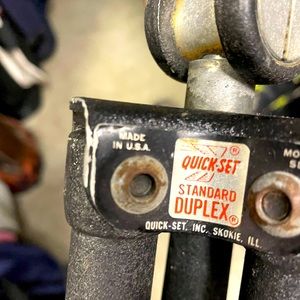 MADE
IN U.S.A.
QUICK-SET®
STANDARD
DUPLEX®
QUICK-SET, INC. SKOKIE, ILL.